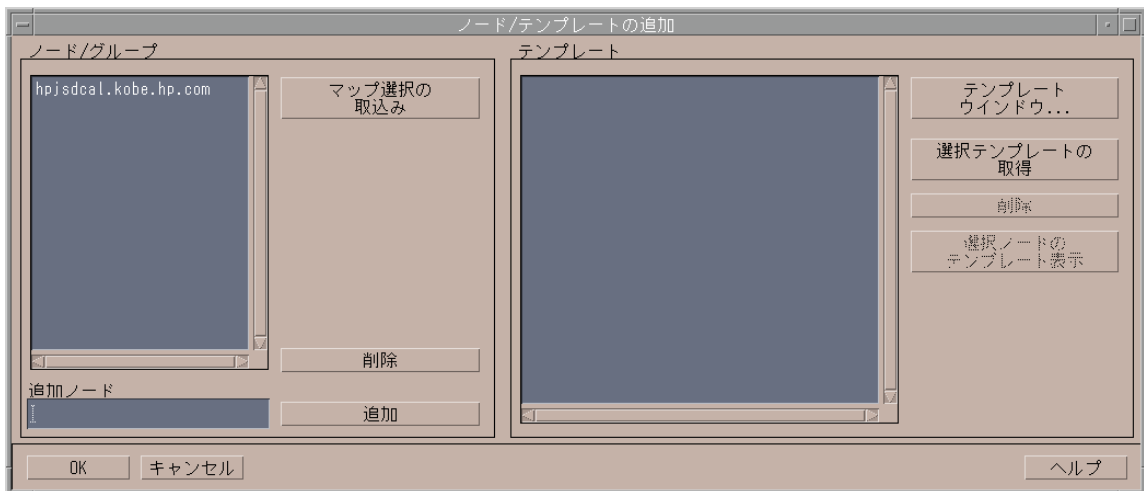 ノード/テンプレートの追加
ノード/グループ
hpjsdcal.kobe.hp.com
マップ選択の
取込み
削除
追加ノード
追加
テンプレート
テンプレート
ウインドウ...
選択テンプレートの
取得
削除
選択ノードの
テンプレート表示
OK
キャンセル
ヘルプ